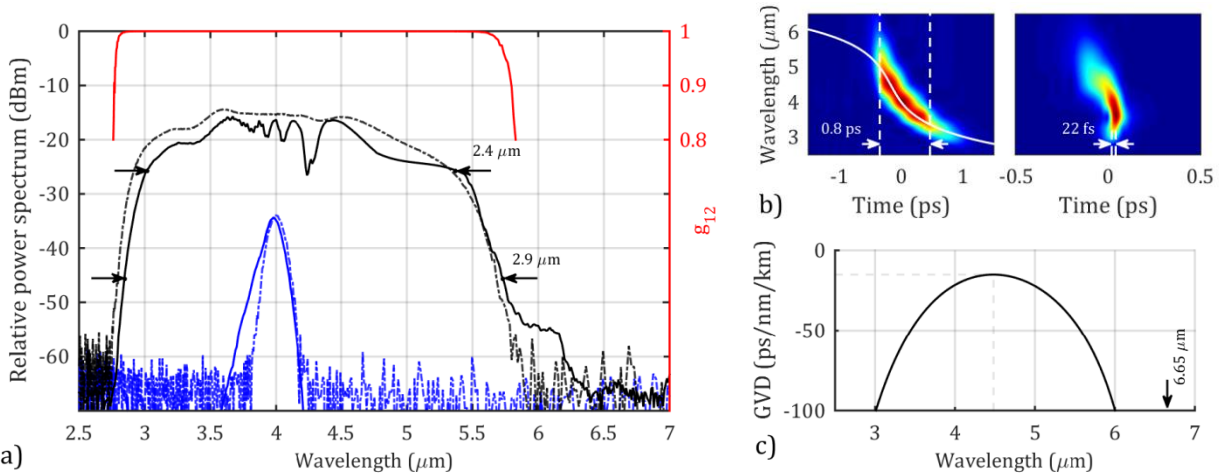 0
-10
-20
-30
-40
-50
-60
Relative power spectrum (dBm)
2.5 3 3.5 4 4.5 5 5.5 6 6.5 7
Wavelength (μm)
1
0.9
0.8
g12
2.4 μm
2.9 μm
a)
6
5
4
3
Wavelength (μm)
0.8 ps
-1 0 1
Time (ps)
22 fs
-0.5 0 0.5
Time (ps)
b)
0
-50
-100
GVD (ps/nm/km)
6.65 μm
3 4 5 6 7
Wavelength (μm)
c)